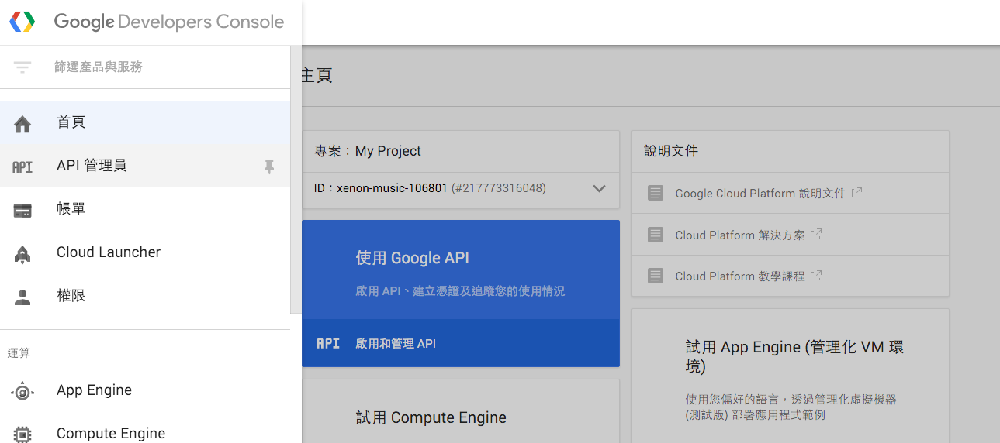 Google Developers Console
篩選產品與服務
首頁
API 管理員
帳單
Cloud Launcher
權限
運算
App Engine
Compute Engine
主頁
專案：My Project
ID：xenon-music-106801 (#217773316048)
使用 Google API
啟用 API、建立憑證及追蹤您的使用情況
API 啟用和管理 API
試用 Compute Engine
說明文件
Google Cloud Platform 說明文件
Cloud Platform 解決方案
Cloud Platform 教學課程
試用 App Engine (管理化 VM 環
境)
使用您偏好的語言，透過管理化虛擬機器
(測試版) 部署應用程式範例